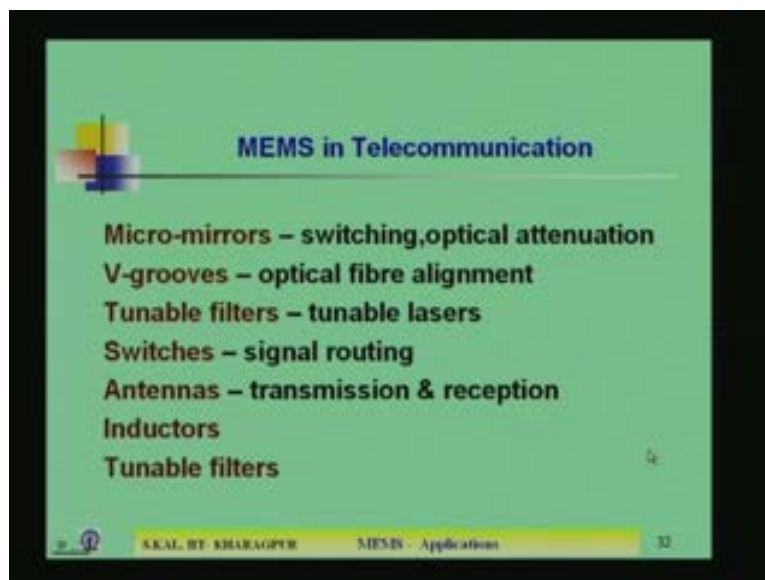 MEMS in Telecommunication
Micro-mirrors – switching,optical attenuation
V-grooves – optical fibre alignment
Tunable filters – tunable lasers
Switches – signal routing
Antennas – transmission & reception
Inductors
Tunable filters
S.KAL, IIT- KHARAGPUR MEMS - Applications 32